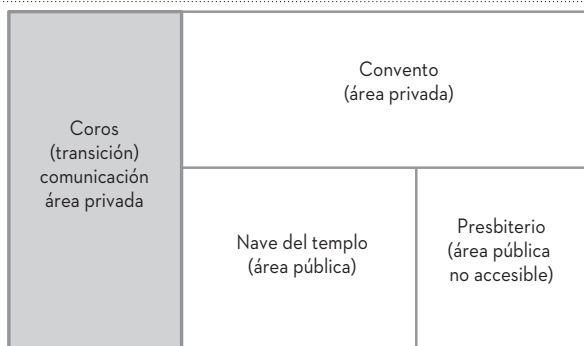 Coros
(transición)
comunicación
área privada
Convento
(área privada)
Nave del templo
(área pública)
Presbiterio
(área pública
no accesible)